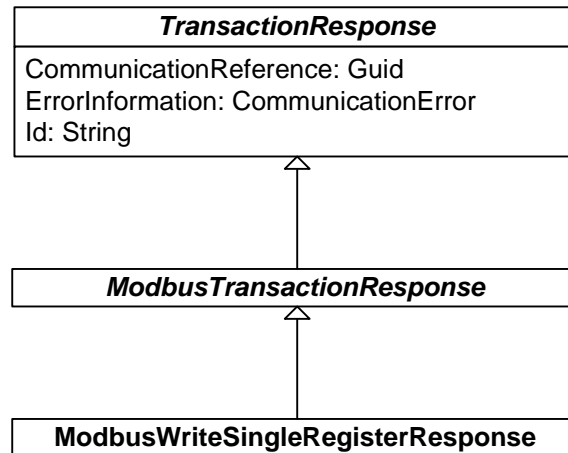 TransactionResponse
CommunicationReference: Guid
ErrorInformation: CommunicationError
Id: String
ModbusTransactionResponse
ModbusWriteSingleRegisterResponse